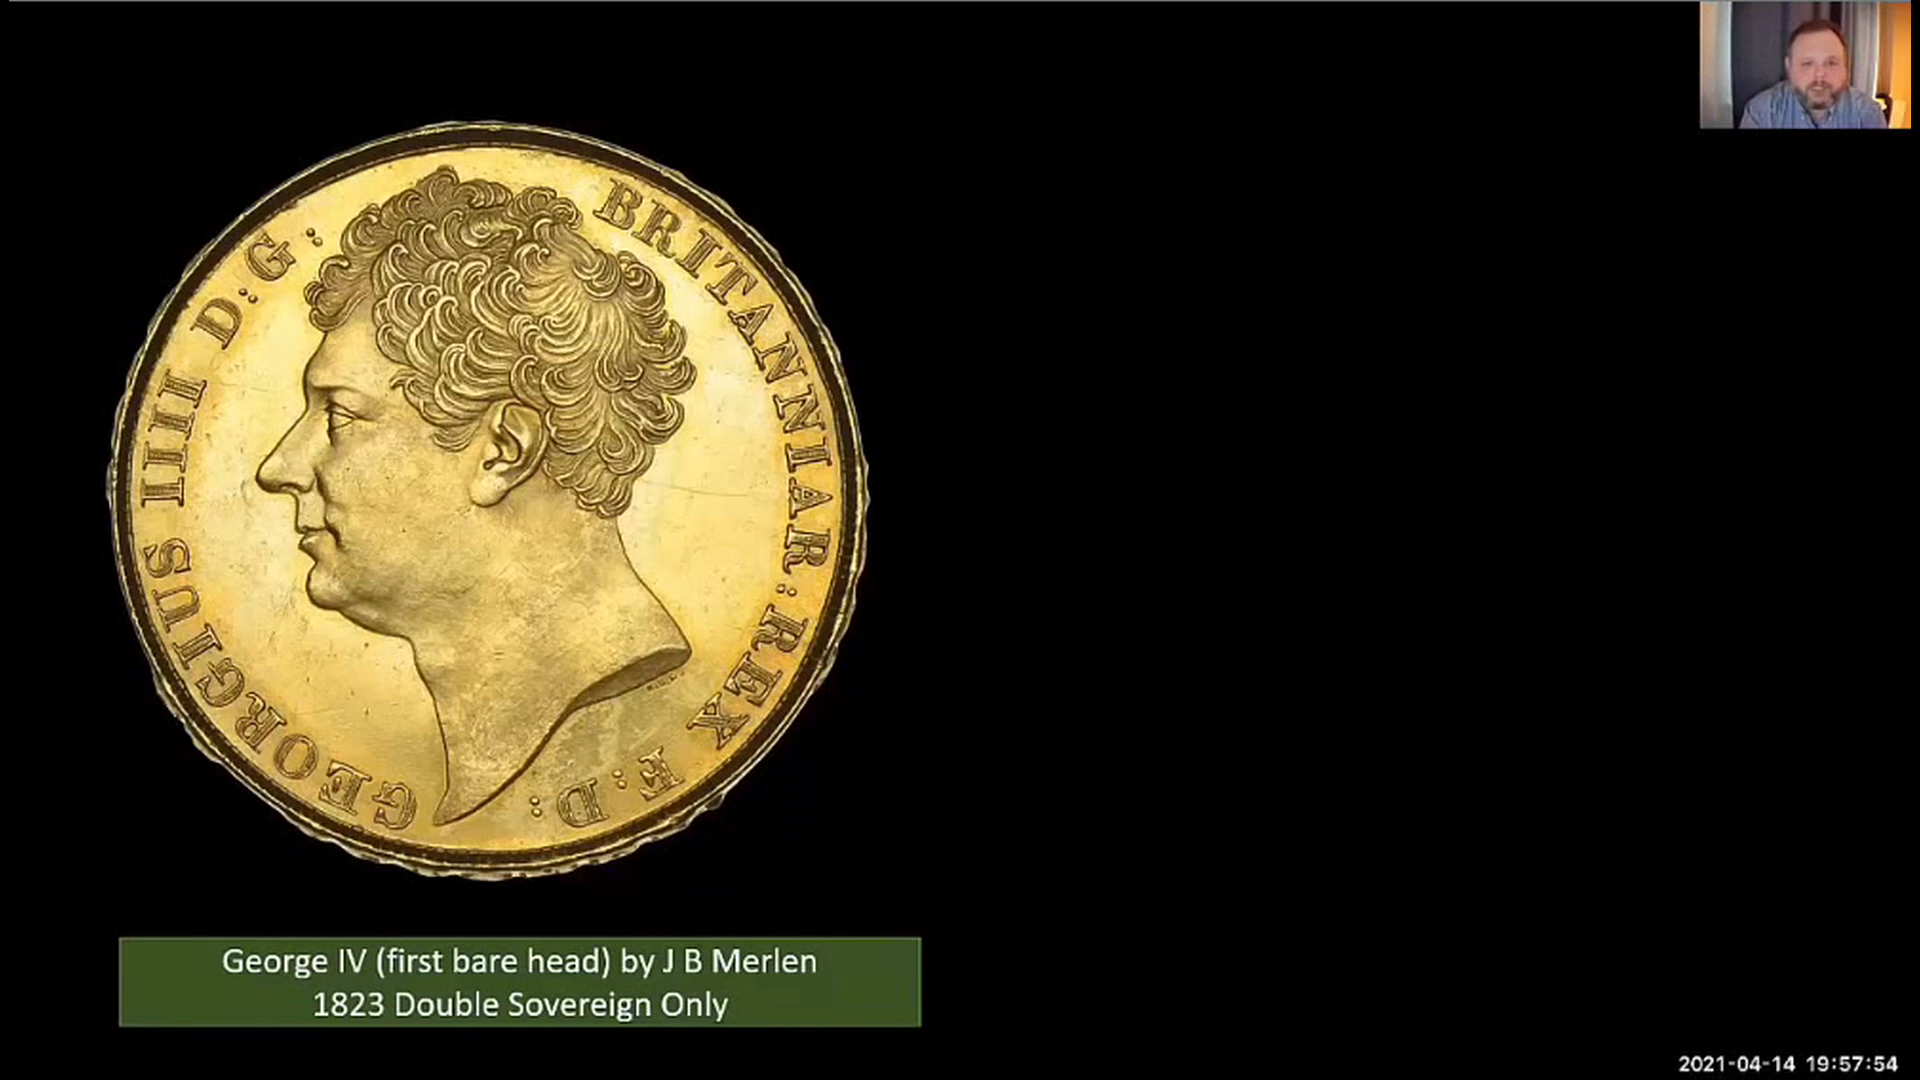 GEORGIUS IIII D:G: BRITANNIAR: REX F:D:
George IV (first bare head) by J B Merlen
1823 Double Sovereign Only
2021-04-14 19:57:54